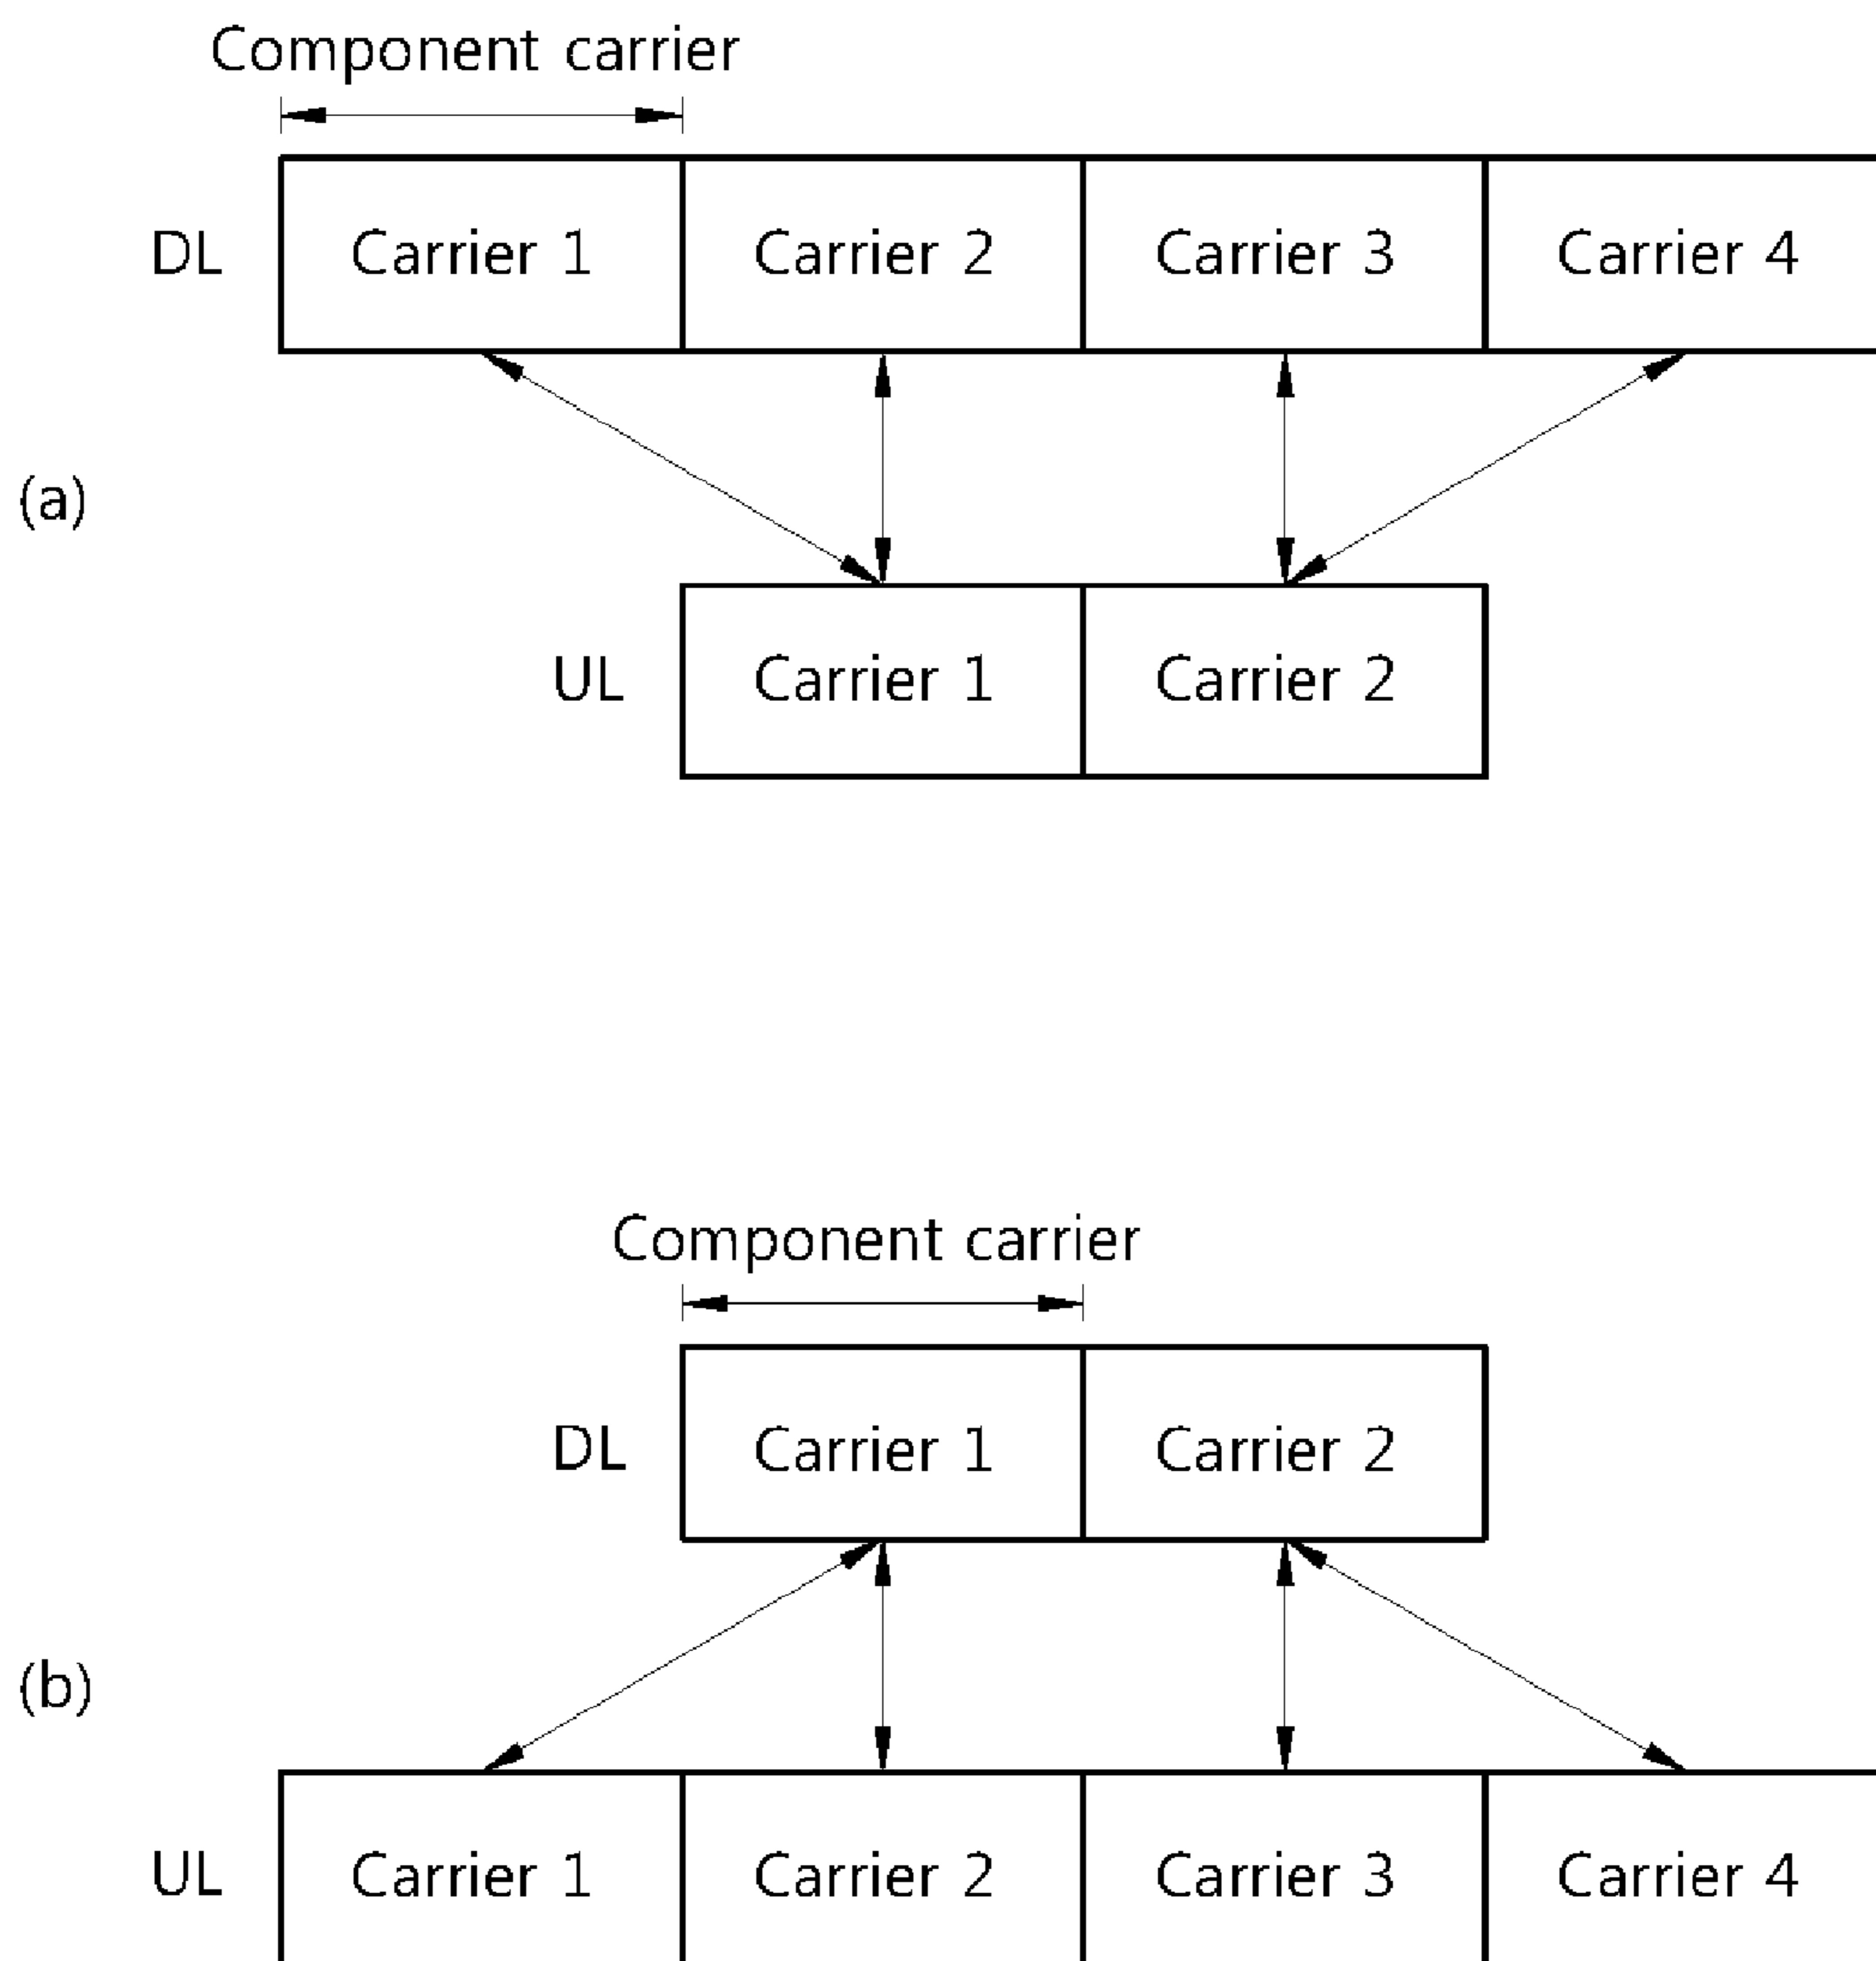 Component carrier
DL Carrier 1 Carrier 2 Carrier 3 Carrier 4
(a)
UL Carrier 1 Carrier 2
Component carrier
DL Carrier 1 Carrier 2
(b)
UL Carrier 1 Carrier 2 Carrier 3 Carrier 4